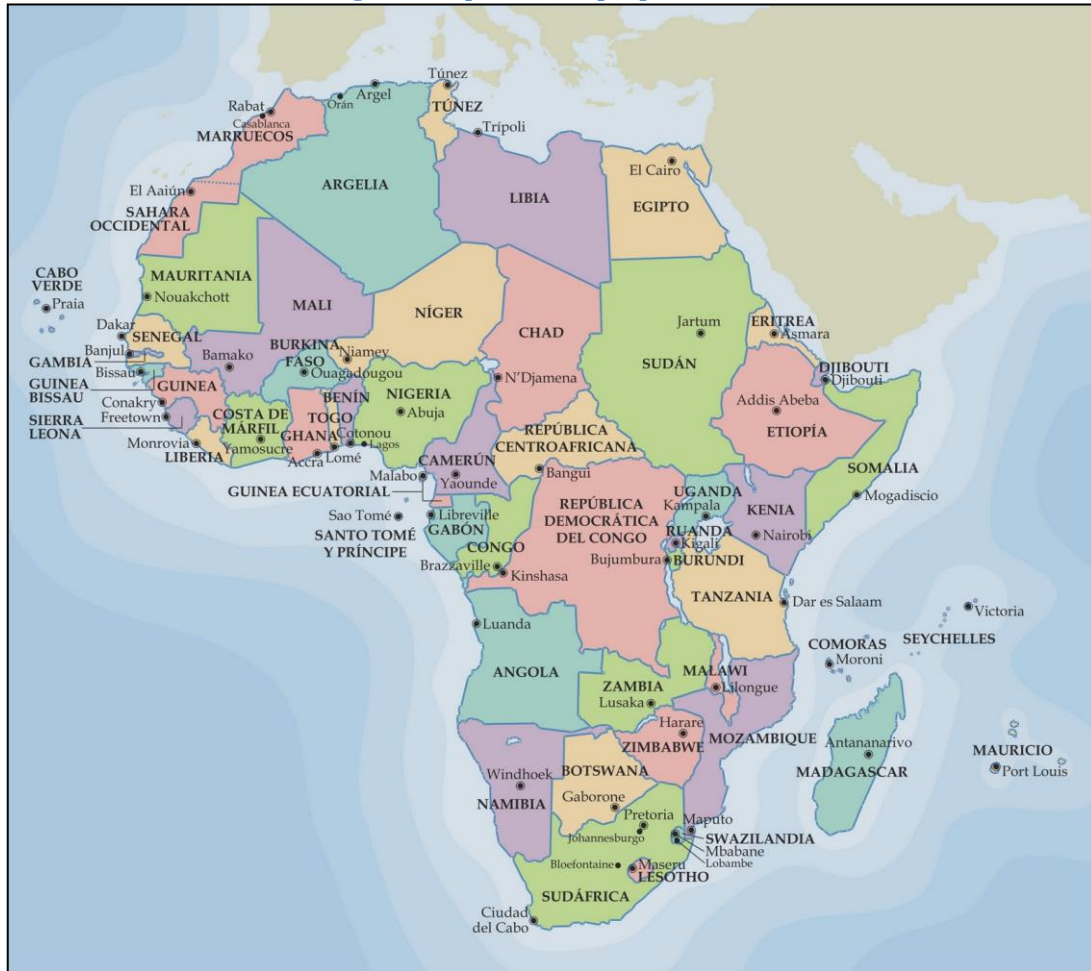 Túnez
Argel
Orán
TÚNEZ
Rabat
Casablanca
MARRUECOS
Trípoli
El Cairo
ARGELIA
LIBIA
EGIPTO
El Aaiún
SAHARA
OCCIDENTAL
CABO
VERDE
Praia
MAURITANIA
Nouakchott
MALI
NÍGER
CHAD
Jartum
SUDÁN
ERITREA
Asmara
Dakar
SENEGAL
Banjul
GAMBIA
Bissau
GUINEA
BISSAU
Bamako
BURKINA
FASO
Niamey
Ouagadougou
N'Djamena
DJIBOUTI
Djibouti
GUINEA
Conakry
Freetown
SIERRA
LEONA
COSTA DE
MÁRFIL
Yamosucre
Monrovia
LIBERIA
GHANA
TOGO
BENÍN
NIGERIA
Abuja
Cotonou
Lagos
Accra
Lomé
REPÚBLICA
CENTROAFRICANA
Bangui
Addis Abeba
ETIOPÍA
SOMALIA
Mogadiscio
CAMERÚN
Yaounde
Malabo
GUINEA ECUATORIAL
Sao Tomé
SANTO TOMÉ
Y PRÍNCIPE
Libreville
GABÓN
CONGO
Brazzaville
Kinshasa
REPÚBLICA
DEMOCRÁTICA
DEL CONGO
UGANDA
Kampala
KENIA
Nairobi
RUANDA
Kigali
Bujumbura
BURUNDI
TANZANIA
Dar es Salaam
Victoria
SEYCHELLES
Luanda
ANGOLA
COMORAS
Moroni
MALAWI
Lilongue
ZAMBIA
Lusaka
Harare
ZIMBABWE
MOZAMBIQUE
Antananarivo
MADAGASCAR
MAURICIO
Port Louis
Windhoek
NAMIBIA
BOTSWANA
Gaborone
Pretoria
Johannesburgo
Maputo
SWAZILANDIA
Mbabane
Lobambe
Bloefontaine
Maseru
LESOTHO
SUDÁFRICA
Ciudad
del Cabo